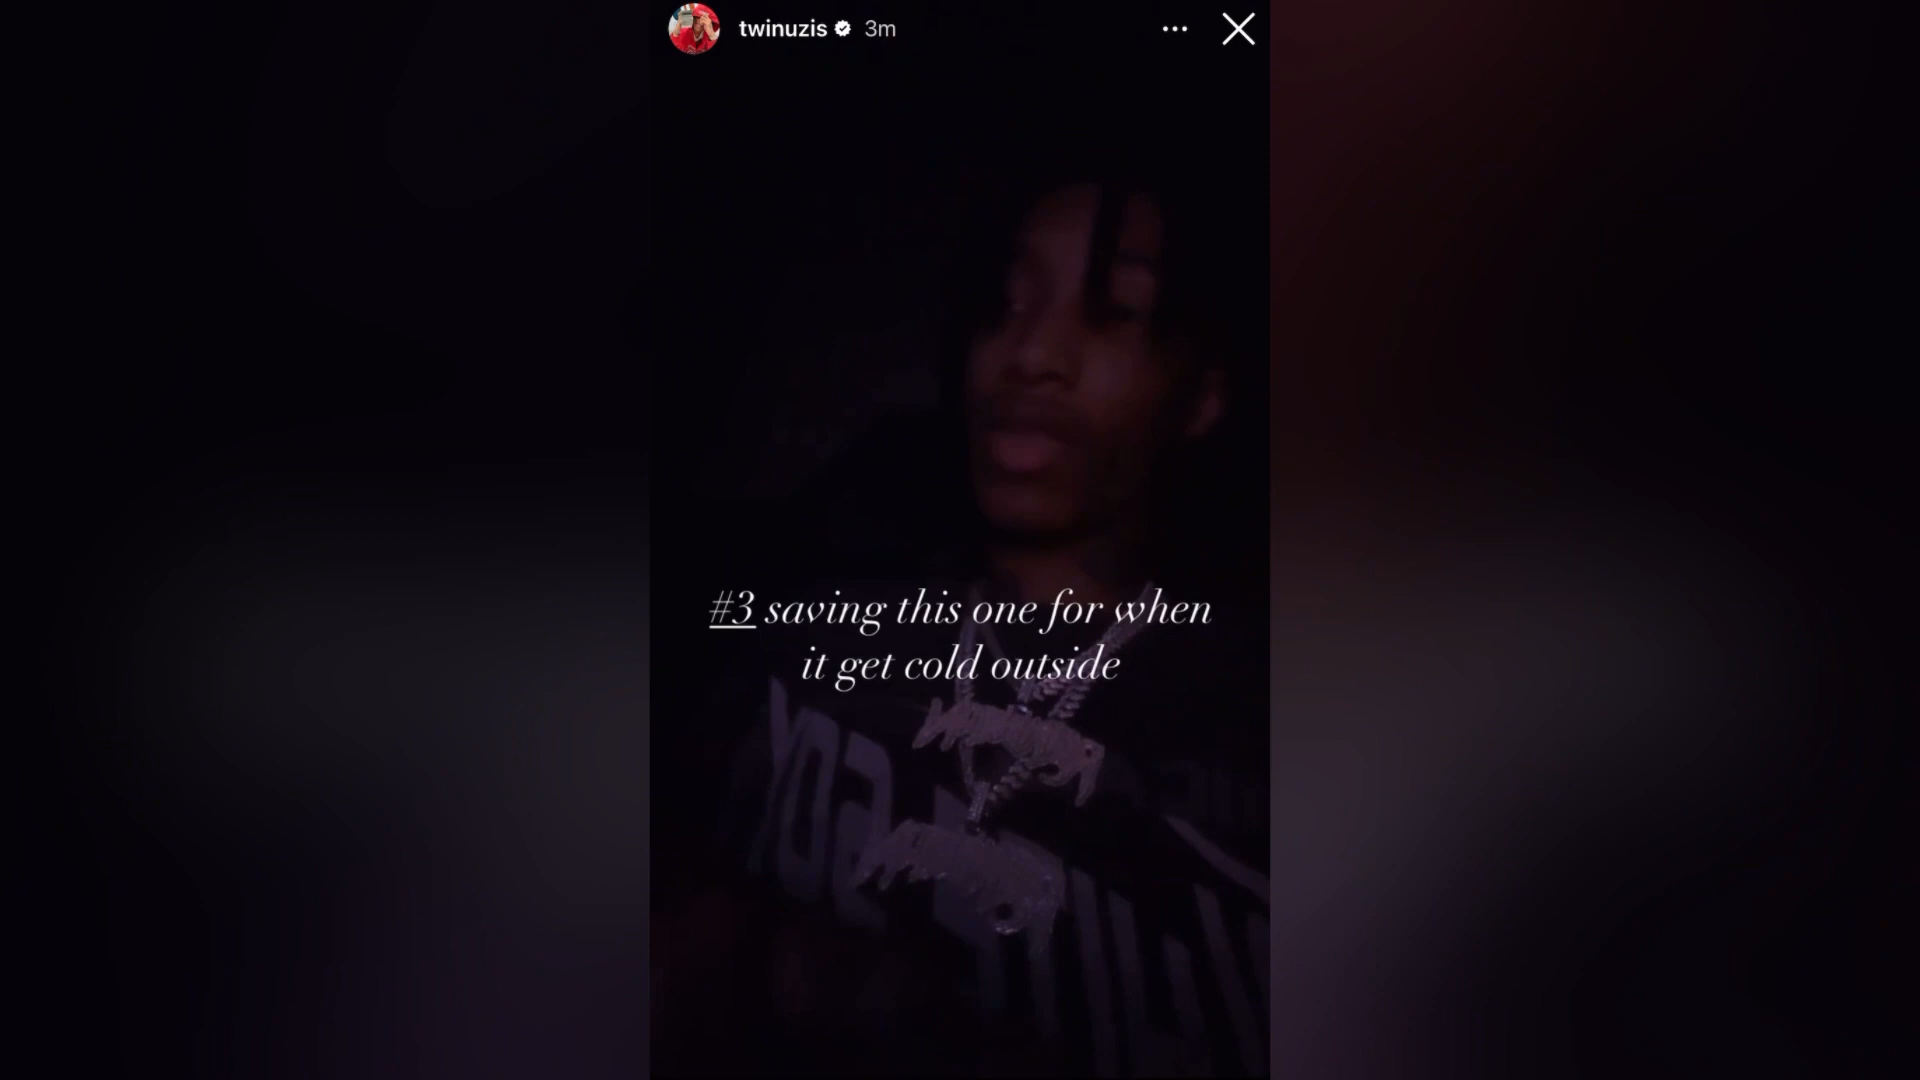 twinuzis 3m
#3 saving this one for when
it get cold outside